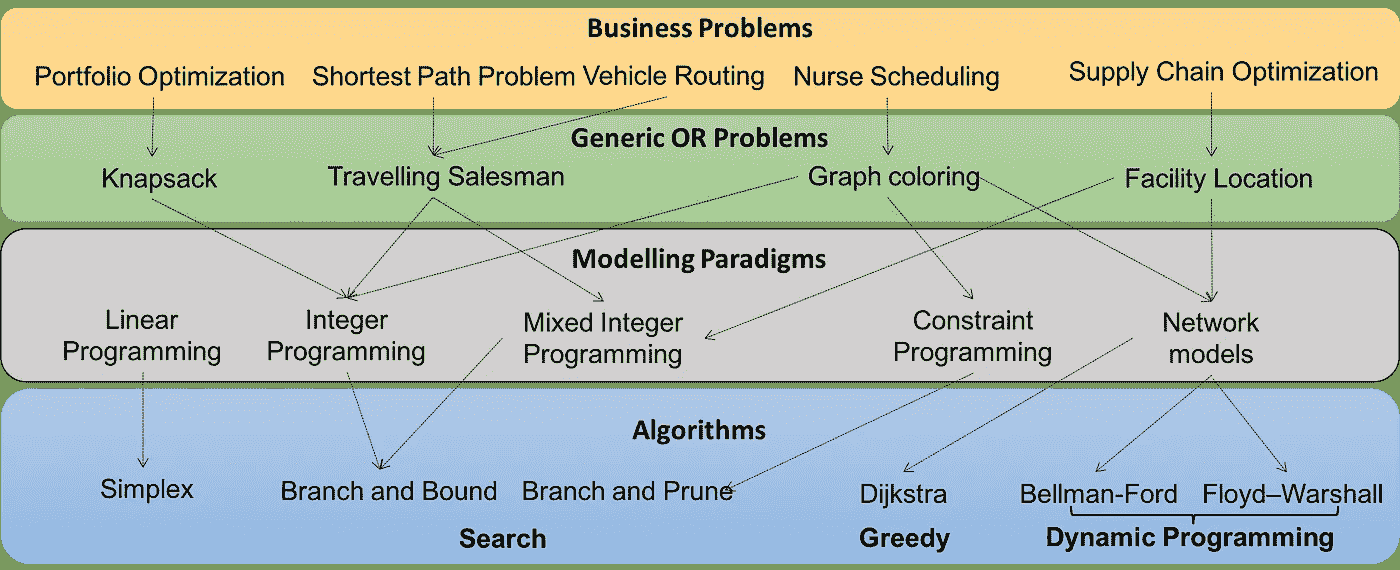 Business Problems
Portfolio Optimization Shortest Path Problem Vehicle Routing Nurse Scheduling Supply Chain Optimization
Generic OR Problems
Knapsack Travelling Salesman Graph coloring Facility Location
Modelling Paradigms
Linear
Programming
Integer
Programming
Mixed Integer
Programming
Constraint
Programming
Network
models
Algorithms
Simplex Branch and Bound Branch and Prune Dijkstra Bellman-Ford Floyd–Warshall
Search Greedy Dynamic Programming